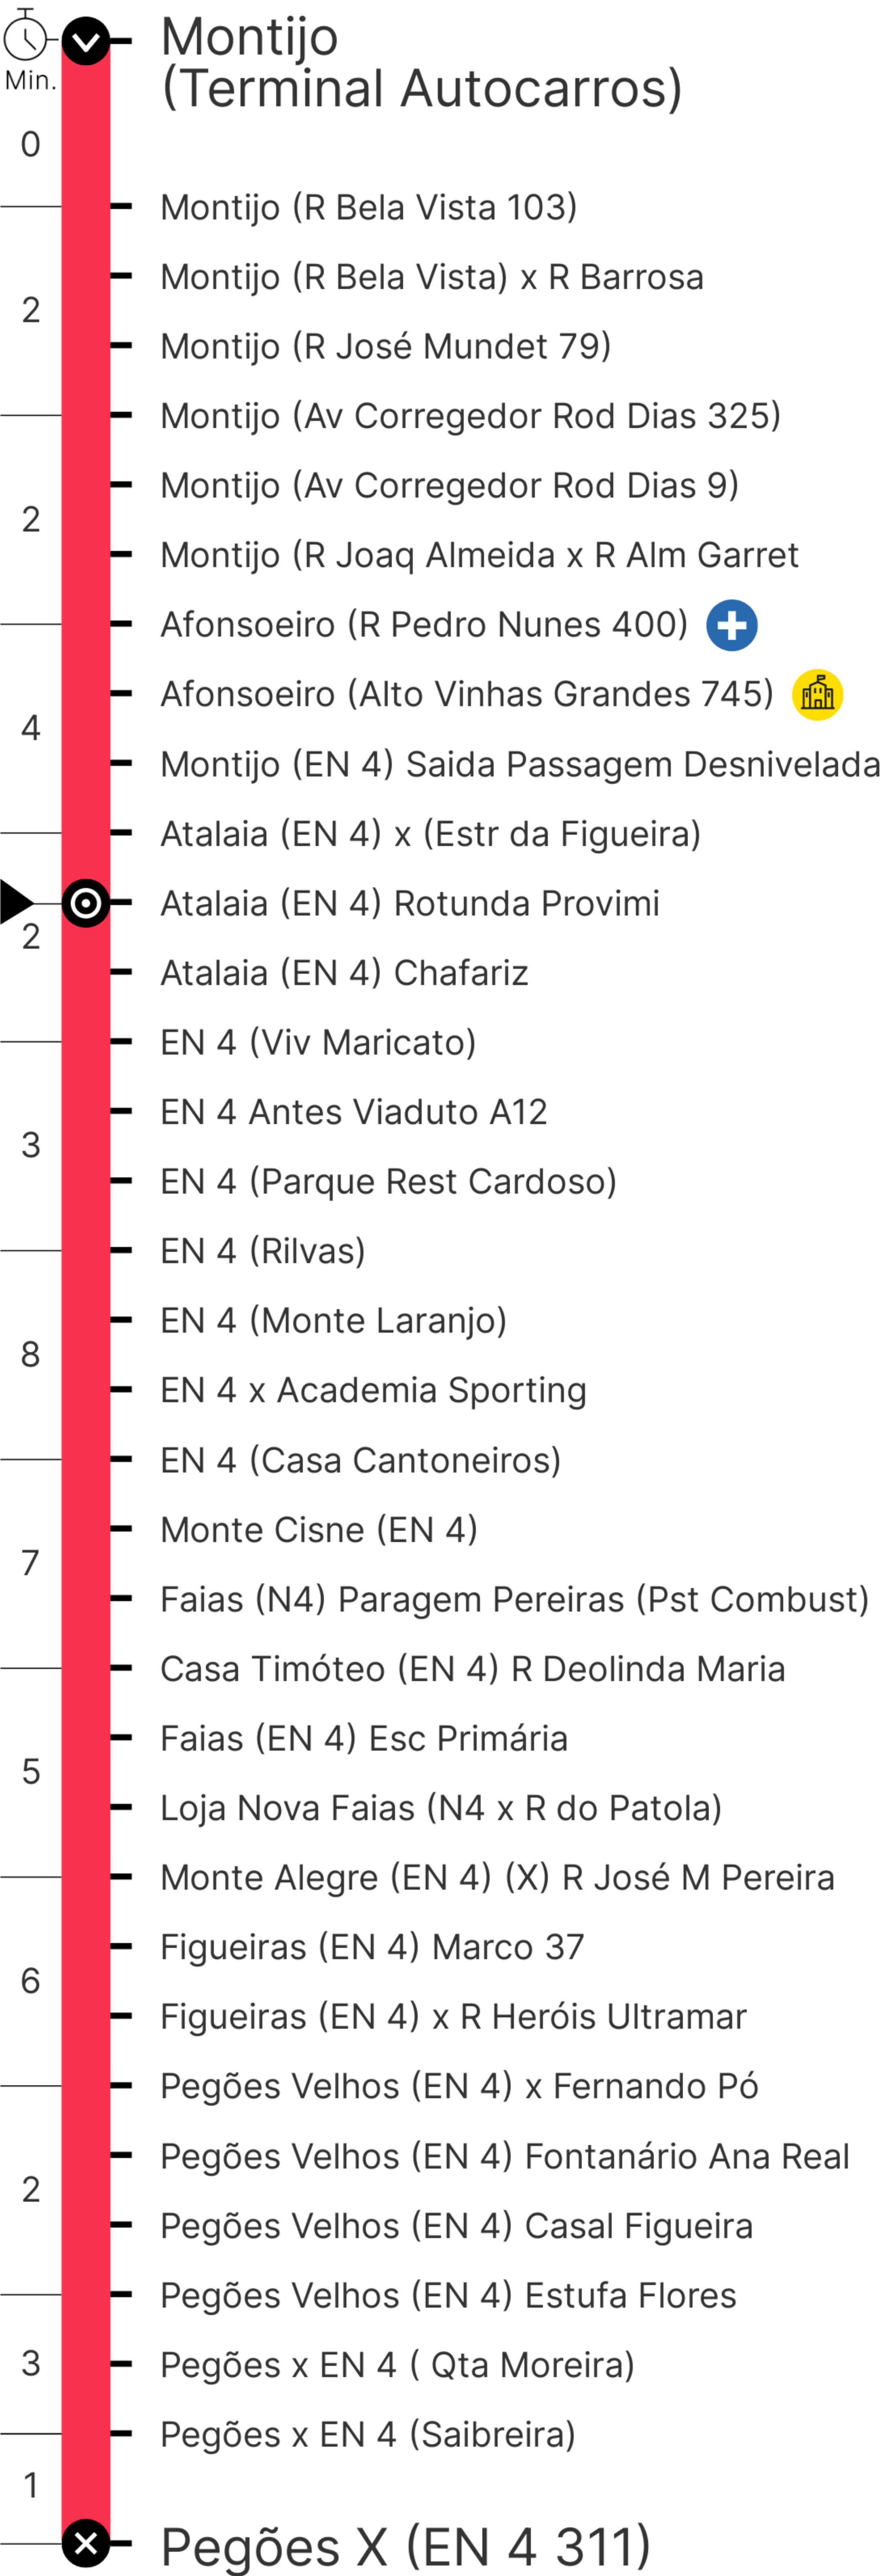 Montijo
(Terminal Autocarros)
Min.
0
Montijo (R Bela Vista 103)
Montijo (R Bela Vista) x R Barrosa
2
Montijo (R José Mundet 79)
Montijo (Av Corregedor Rod Dias 325)
Montijo (Av Corregedor Rod Dias 9)
2
Montijo (R Joaq Almeida x R Alm Garret
Afonsoeiro (R Pedro Nunes 400)
Afonsoeiro (Alto Vinhas Grandes 745)
4
Montijo (EN 4) Saida Passagem Desnivelada
Atalaia (EN 4) x (Estr da Figueira)
Atalaia (EN 4) Rotunda Provimi
2
Atalaia (EN 4) Chafariz
EN 4 (Viv Maricato)
EN 4 Antes Viaduto A12
3
EN 4 (Parque Rest Cardoso)
EN 4 (Rilvas)
EN 4 (Monte Laranjo)
8
EN 4 x Academia Sporting
EN 4 (Casa Cantoneiros)
Monte Cisne (EN 4)
7
Faias (N4) Paragem Pereiras (Pst Combust)
Casa Timóteo (EN 4) R Deolinda Maria
Faias (EN 4) Esc Primária
5
Loja Nova Faias (N4 x R do Patola)
Monte Alegre (EN 4) (X) R José M Pereira
Figueiras (EN 4) Marco 37
6
Figueiras (EN 4) x R Heróis Ultramar
Pegões Velhos (EN 4) x Fernando Pó
Pegões Velhos (EN 4) Fontanário Ana Real
2
Pegões Velhos (EN 4) Casal Figueira
Pegões Velhos (EN 4) Estufa Flores
3
Pegões x EN 4 ( Qta Moreira)
Pegões x EN 4 (Saibreira)
1
Pegões X (EN 4 311)